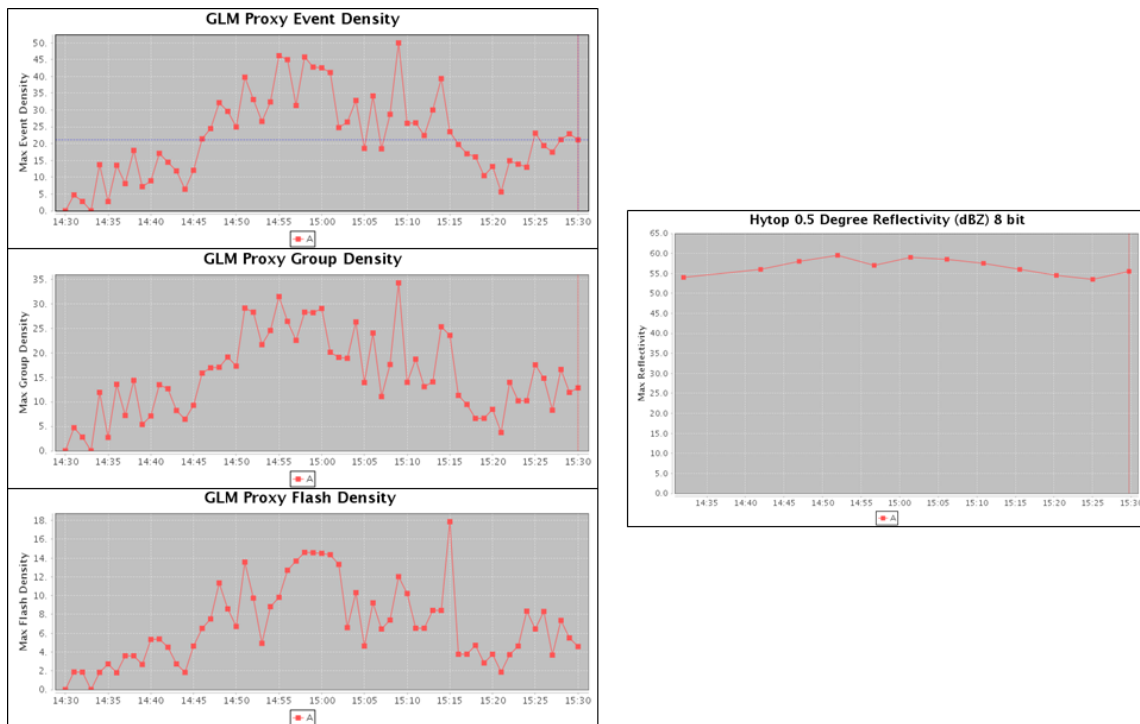 GLM Proxy Event Density
Max Event Density
50.
45.
40.
35.
30.
25.
20.
15.
10.
5.
0.
14:30 14:35 14:40 14:45 14:50 14:55 15:00 15:05 15:10 15:15 15:20 15:25 15:30
A
GLM Proxy Group Density
Max Group Density
35.
30.
25.
20.
15.
10.
5.
0.
14:30 14:35 14:40 14:45 14:50 14:55 15:00 15:05 15:10 15:15 15:20 15:25 15:30
A
GLM Proxy Flash Density
Max Flash Density
18.
16.
14.
12.
10.
8.
6.
4.
2.
0.
14:30 14:35 14:40 14:45 14:50 14:55 15:00 15:05 15:10 15:15 15:20 15:25 15:30
A
Hytop 0.5 Degree Reflectivity (dBZ) 8 bit
Max Reflectivity
65.0
60.0
55.0
50.0
45.0
40.0
35.0
30.0
25.0
20.0
15.0
10.0
5.0
0.0
14:35 14:40 14:45 14:50 14:55 15:00 15:05 15:10 15:15 15:20 15:25 15:30
A